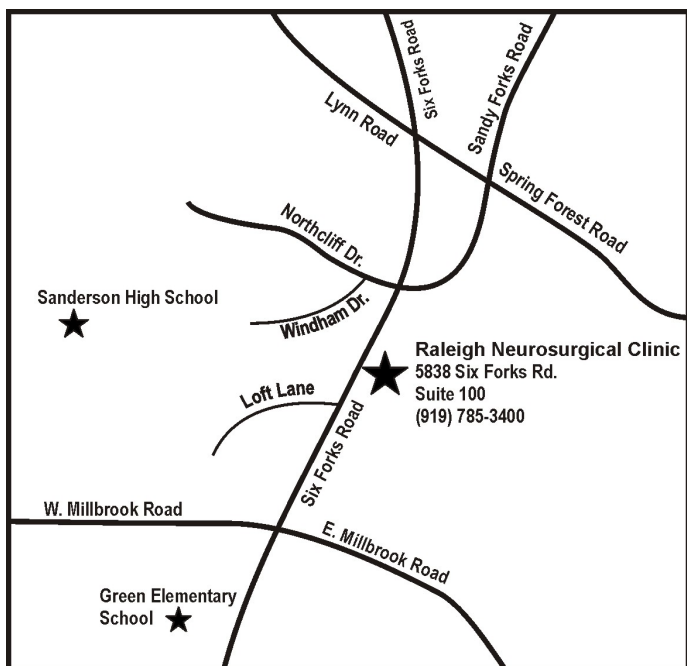 Six Forks Road
Sandy Forks Road
Lynn Road
Spring Forest Road
Northcliff Dr.
Sanderson High School
Windham Dr.
Raleigh Neurosurgical Clinic
5838 Six Forks Rd.
Suite 100
(919) 785-3400
Loft Lane
Six Forks Road
W. Millbrook Road
E. Millbrook Road
Green Elementary
School